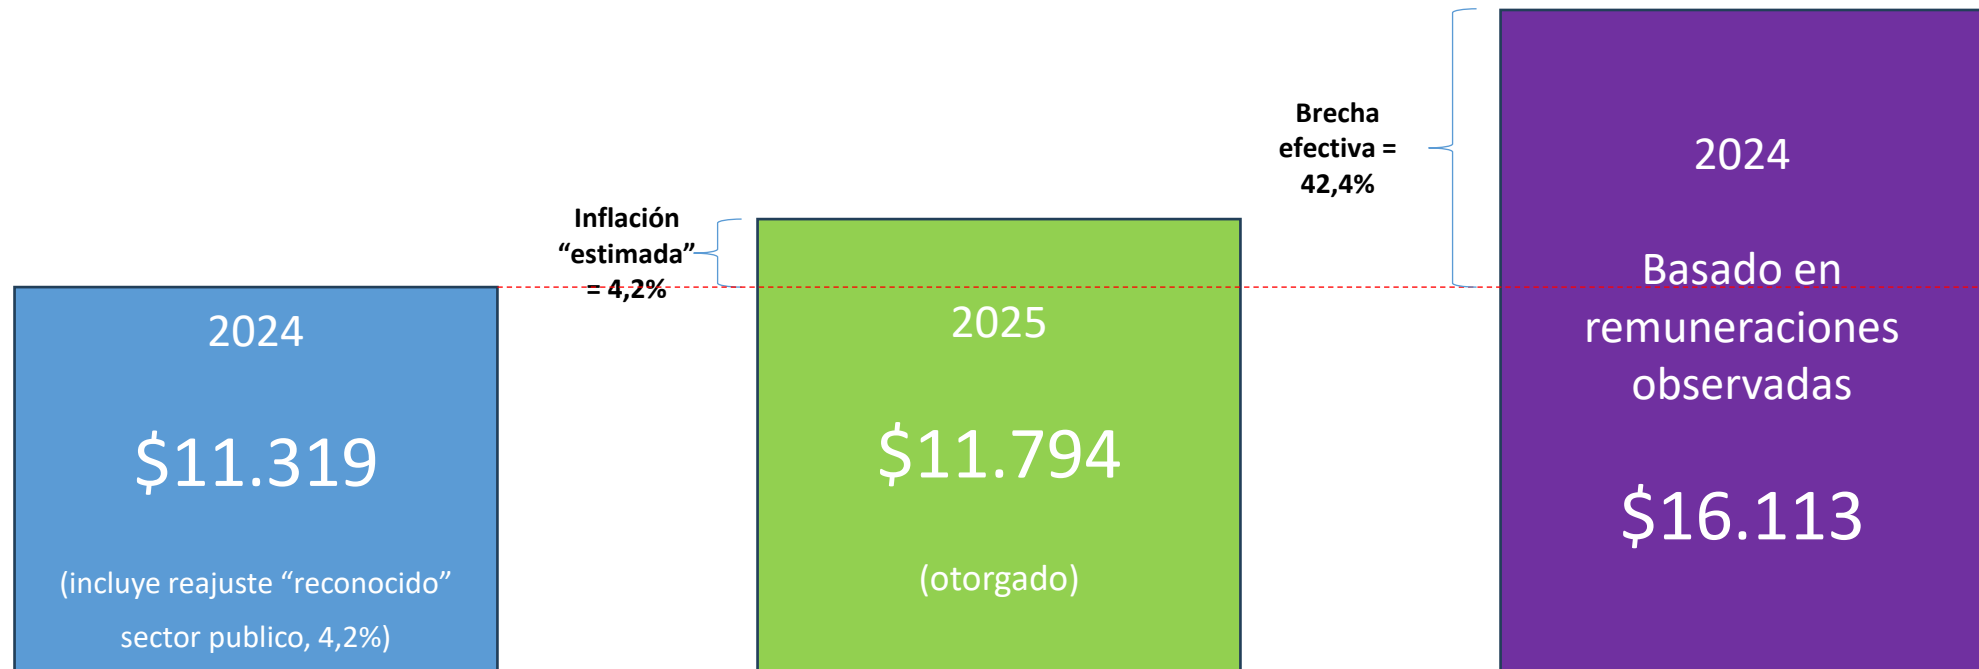 2024
$11.319
(incluye reajuste “reconocido”
sector publico, 4,2%)
Inflación
“estimada”
= 4,2%
2025
$11.794
(otorgado)
Brecha
efectiva =
42,4%
2024
Basado en
remuneraciones
observadas
$16.113